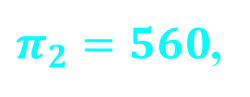 π₂ = 560,